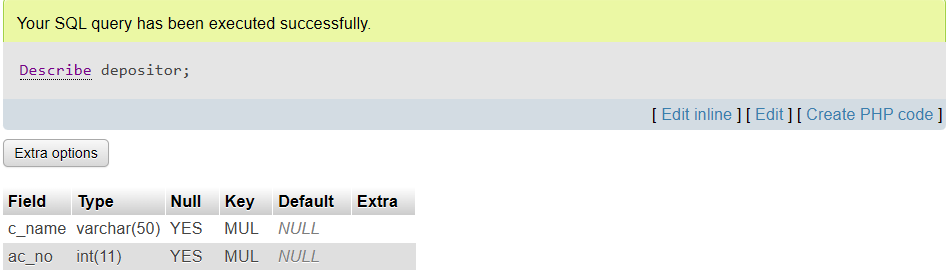 Your SQL query has been executed successfully.
Describe depositor;
[ Edit inline ] [ Edit ] [ Create PHP code ]
Extra options
Field Type Null Key Default Extra
c_name varchar(50) YES MUL NULL
ac_no int(11) YES MUL NULL